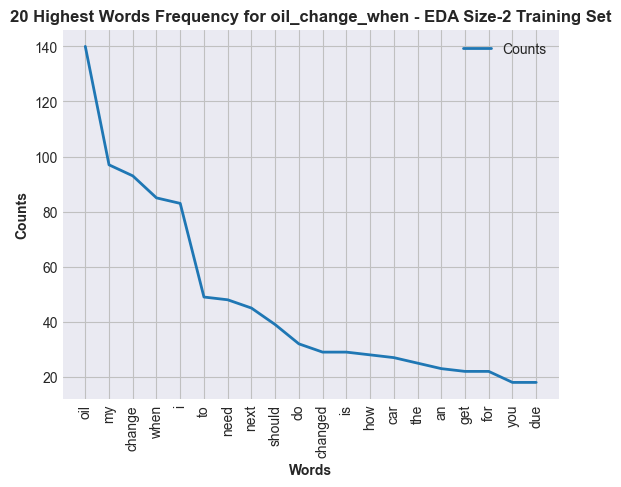 20 Highest Words Frequency for oil_change_when - EDA Size-2 Training Set
Counts
140
120
100
80
60
40
20
Counts
oil
my
change
when
i
to
need
next
should
do
changed
is
how
car
the
an
get
for
you
due
Words